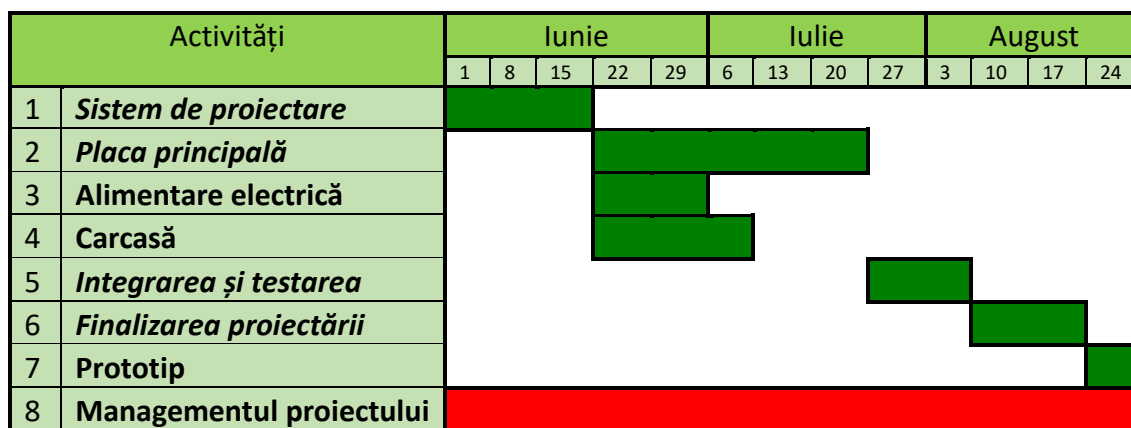 Activități Iunie Iulie August
1 8 15 22 29 6 13 20 27 3 10 17 24
1 Sistem de proiectare
2 Placa principală
3 Alimentare electrică
4 Carcasă
5 Integrarea și testarea
6 Finalizarea proiectării
7 Prototip
8 Managementul proiectului